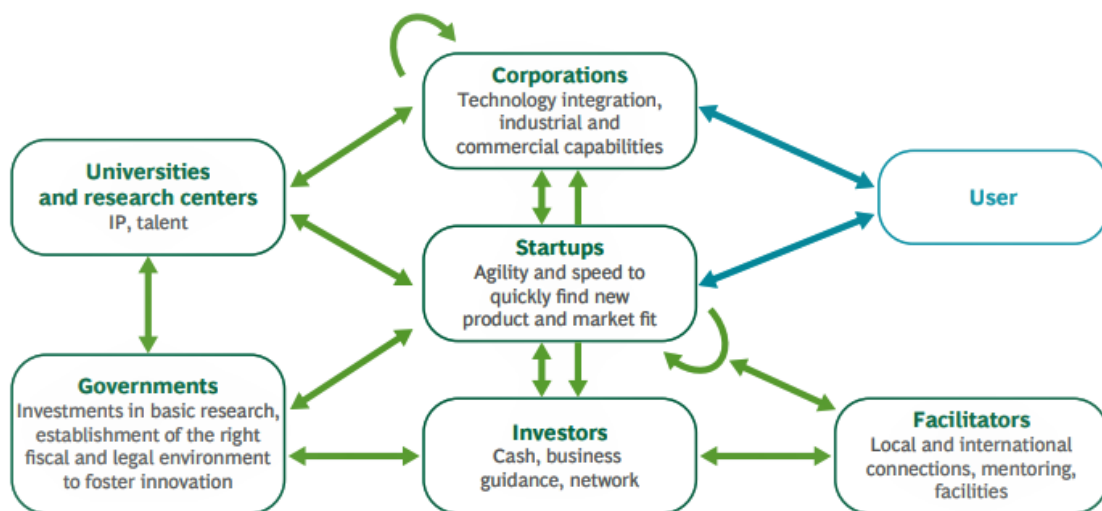 Corporations
Technology integration,
industrial and
commercial capabilities
Universities
and research centers
IP, talent
User
Startups
Agility and speed to
quickly find new
product and market fit
Governments
Investments in basic research,
establishment of the right
fiscal and legal environment
to foster innovation
Investors
Cash, business
guidance, network
Facilitators
Local and international
connections, mentoring,
facilities